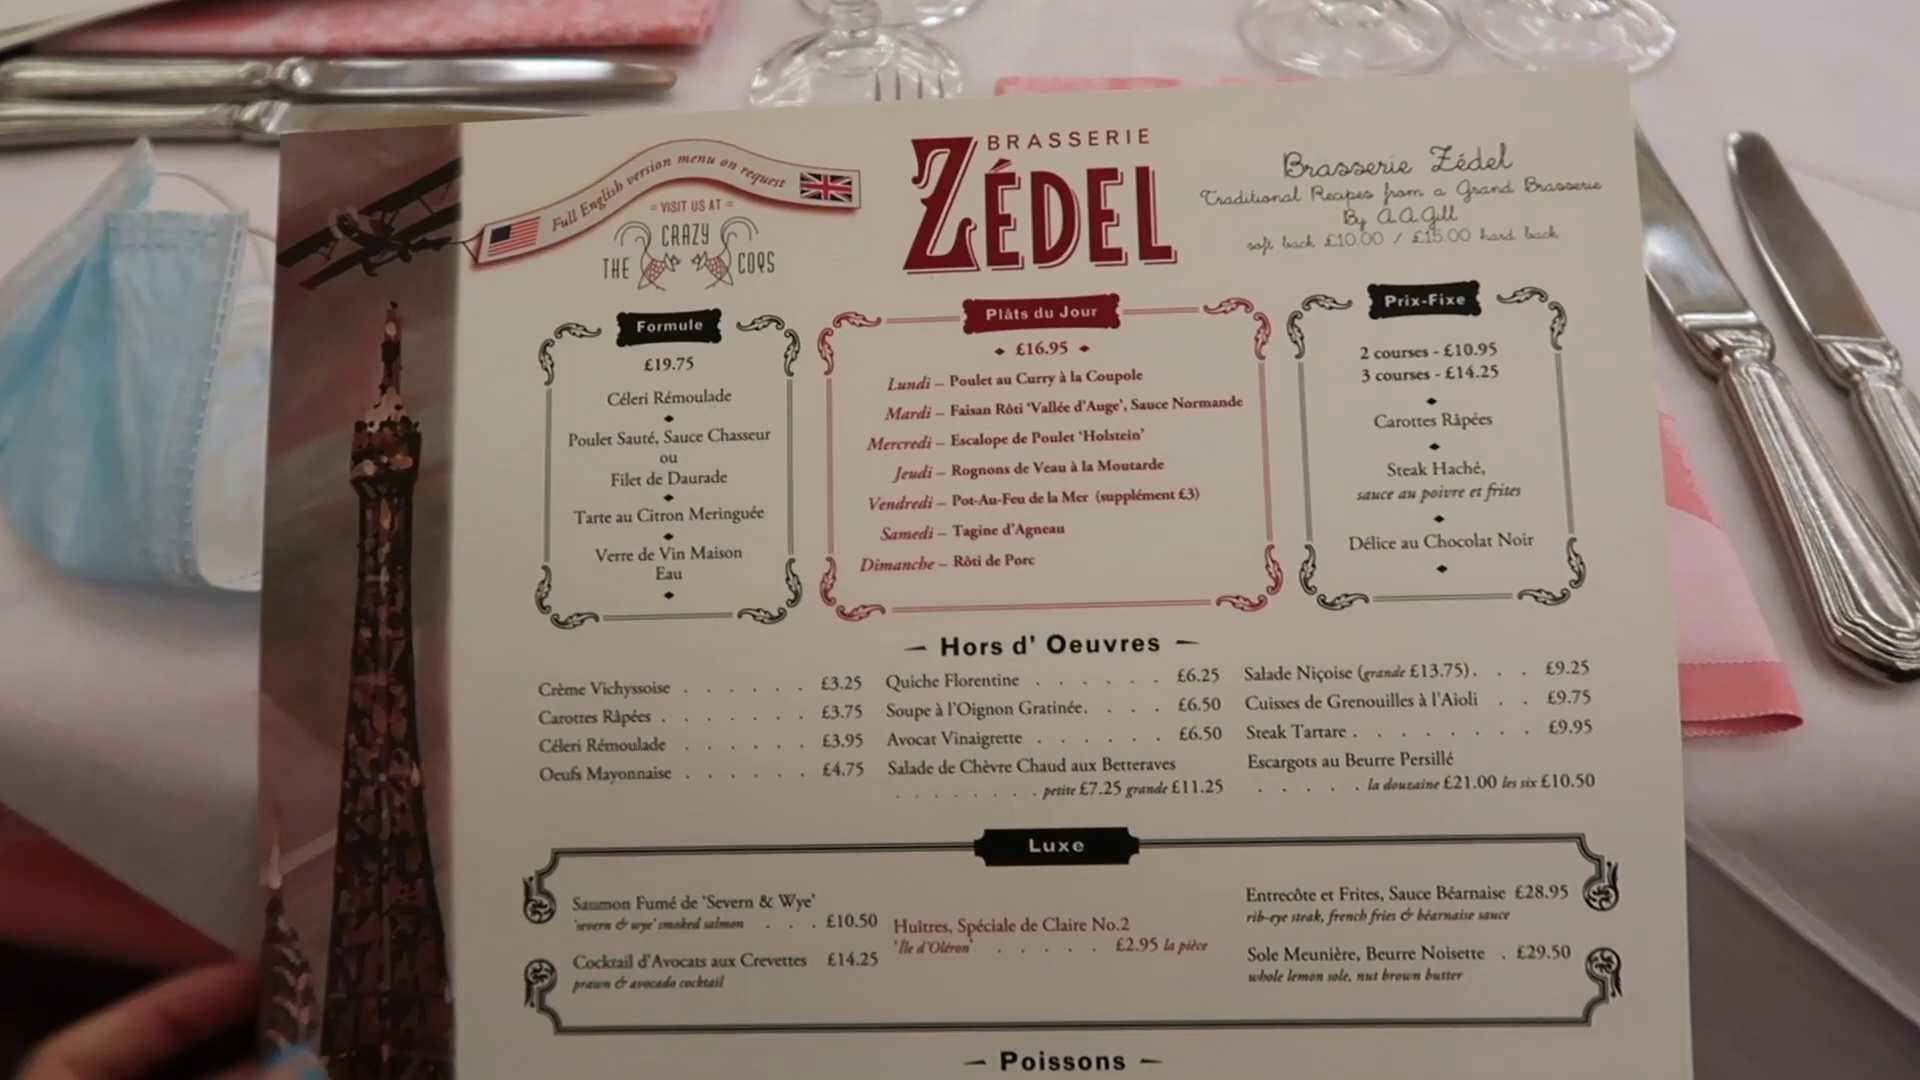 Full English version menu on request
= VISIT US AT =
THE CRAZY COQS
BRASSERIE
ZÉDEL
Brasserie Zédel
Traditional Recipes from a Grand Brasserie
By A.A.Gill
soft back £10.00 / £15.00 hard back
Formule
£19.75
Céleri Rémoulade
Poulet Sauté, Sauce Chasseur
ou
Filet de Daurade
Tarte au Citron Meringuée
Verre de Vin Maison
Eau
Plâts du Jour
£16.95
Lundi – Poulet au Curry à la Coupole
Mardi – Faisan Rôti ‘Vallée d’Auge’, Sauce Normande
Mercredi – Escalope de Poulet ‘Holstein’
Jeudi – Rognons de Veau à la Moutarde
Vendredi – Pot-Au-Feu de la Mer (supplément £3)
Samedi – Tagine d’Agneau
Dimanche – Rôti de Porc
Prix-Fixe
2 courses - £10.95
3 courses - £14.25
Carottes Râpées
Steak Haché,
sauce au poivre et frites
Délice au Chocolat Noir
– Hors d' Oeuvres –
Crème Vichyssoise . . . . . . £3.25
Carottes Râpées . . . . . . £3.75
Céleri Rémoulade . . . . . . £3.95
Oeufs Mayonnaise . . . . . . £4.75
Quiche Florentine . . . . . . £6.25
Soupe à l’Oignon Gratinée. . . . £6.50
Avocat Vinaigrette . . . . . . £6.50
Salade de Chèvre Chaud aux Betteraves
. . . . . . . petite £7.25 grande £11.25
Salade Niçoise (grande £13.75). . . £9.25
Cuisses de Grenouilles à l’Aioli . . £9.75
Steak Tartare . . . . . . . . £9.95
Escargots au Beurre Persillé
. . . . . la douzaine £21.00 les six £10.50
Luxe
Saumon Fumé de ‘Severn & Wye’
‘severn & wye’ smoked salmon . . . £10.50
Cocktail d’Avocats aux Crevettes £14.25
prawn & avocado cocktail
Huîtres, Spéciale de Claire No.2
‘Île d’Oléron’ . . . . . £2.95 la pièce
Entrecôte et Frites, Sauce Béarnaise £28.95
rib-eye steak, french fries & béarnaise sauce
Sole Meunière, Beurre Noisette . £29.50
whole lemon sole, nut brown butter
– Poissons –